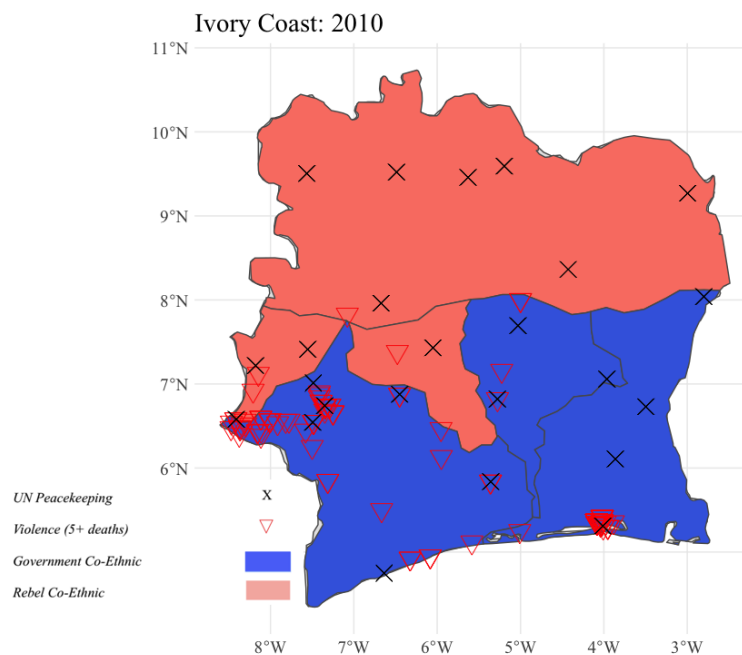 Ivory Coast: 2010
11°N
10°N
9°N
8°N
7°N
6°N
UN Peacekeeping x
Violence (5+ deaths)
Government Co-Ethnic
Rebel Co-Ethnic
8°W 7°W 6°W 5°W 4°W 3°W